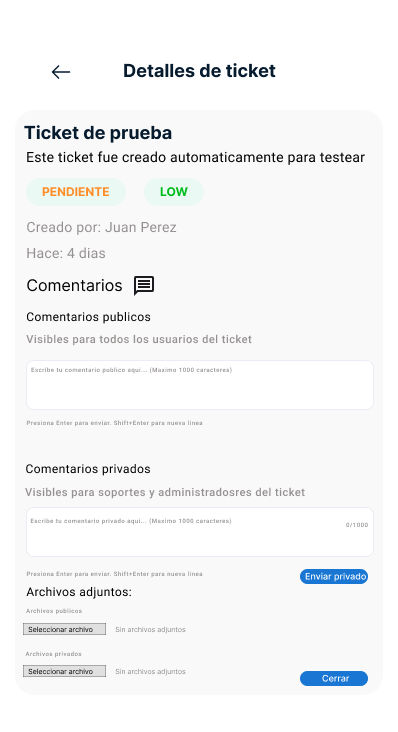 Detalles de ticket
Ticket de prueba
Este ticket fue creado automaticamente para testear
PENDIENTE LOW
Creado por: Juan Perez
Hace: 4 dias
Comentarios
Comentarios publicos
Visibles para todos los usuarios del ticket
Escribe tu comentario publico aqui... (Maximo 1000 caracteres)
Presiona Enter para enviar. Shift+Enter para nueva linea
Comentarios privados
Visibles para soportes y administradosres del ticket
Escribe tu comentario privado aqui... (Maximo 1000 caracteres)
0/1000
Presiona Enter para enviar. Shift+Enter para nueva linea
Enviar privado
Archivos adjuntos:
Archivos publicos
Seleccionar archivo Sin archivos adjuntos
Archivos privados
Seleccionar archivo Sin archivos adjuntos
Cerrar